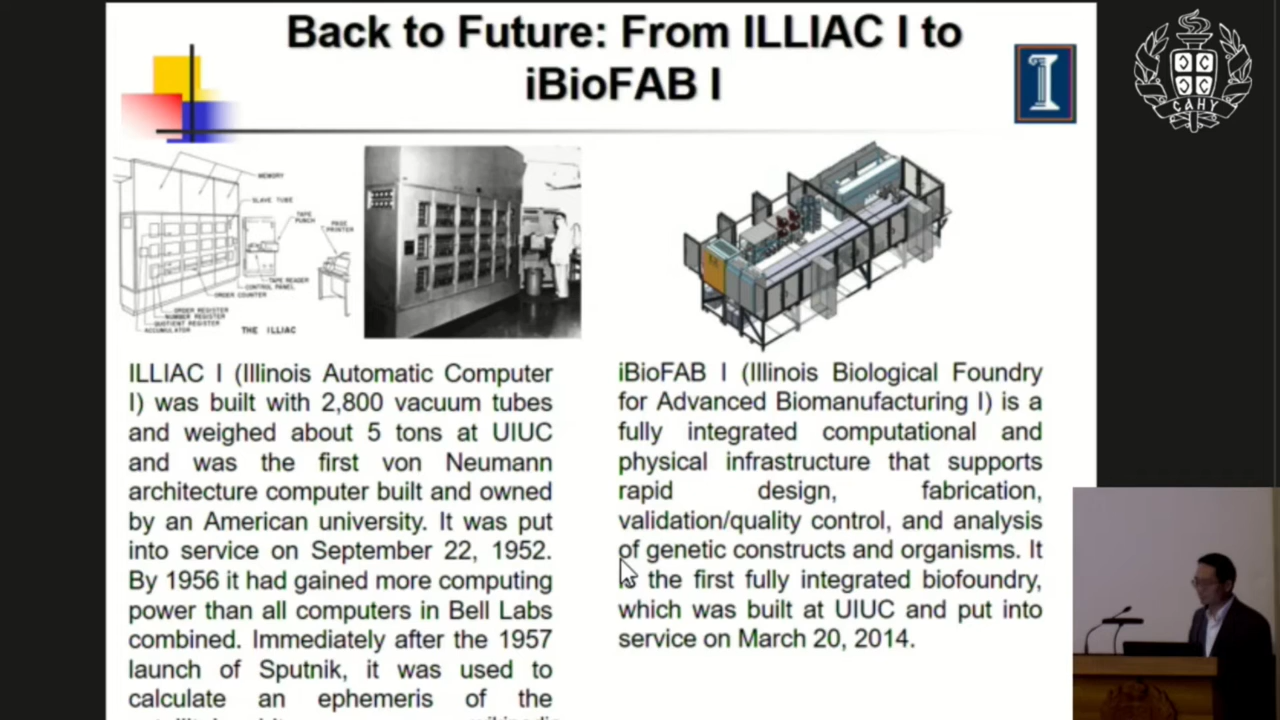 Back to Future: From ILLIAC I to
iBioFAB I
САНУ
MEMORY
SLAVE TUBE
TAPE
PUNCH
PAGE
PRINTER
TAPE READER
CONTROL PANEL
ORDER COUNTER
ORDER REGISTER
NUMBER REGISTER
QUOTIENT REGISTER
ACCUMULATOR
THE ILLIAC
ILLIAC I (Illinois Automatic Computer
I) was built with 2,800 vacuum tubes
and weighed about 5 tons at UIUC
and was the first von Neumann
architecture computer built and owned
by an American university. It was put
into service on September 22, 1952.
By 1956 it had gained more computing
power than all computers in Bell Labs
combined. Immediately after the 1957
launch of Sputnik, it was used to
calculate an ephemeris of the
iBioFAB I (Illinois Biological Foundry
for Advanced Biomanufacturing I) is a
fully integrated computational and
physical infrastructure that supports
rapid design, fabrication,
validation/quality control, and analysis
of genetic constructs and organisms. It
the first fully integrated biofoundry,
which was built at UIUC and put into
service on March 20, 2014.